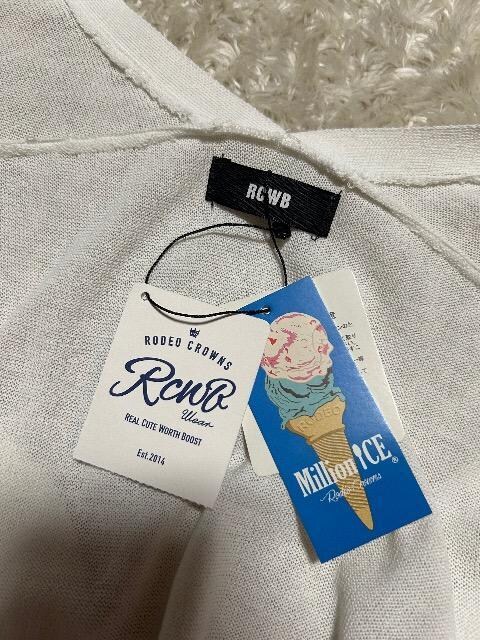 RCWB
RODEO CROWNS
RCWB
Wear
REAL CUTE WORTH BOOST
Est.2014
RODEO
Million ICE®
Rodeo Crowns